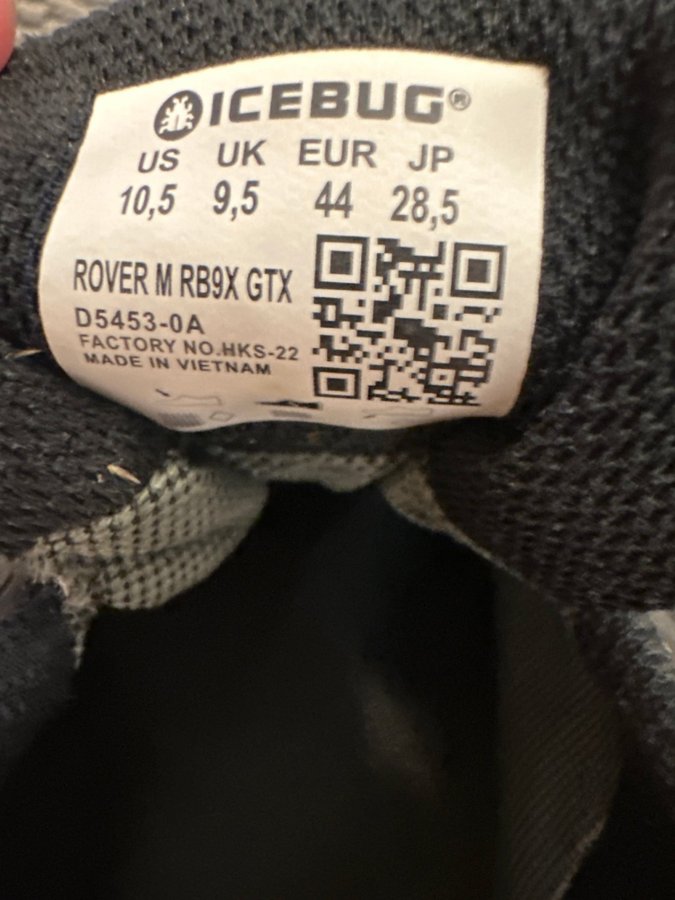 ICEBUG®
US UK EUR JP
10,5 9,5 44 28,5
ROVER M RB9X GTX
D5453-0A
FACTORY NO.HKS-22
MADE IN VIETNAM